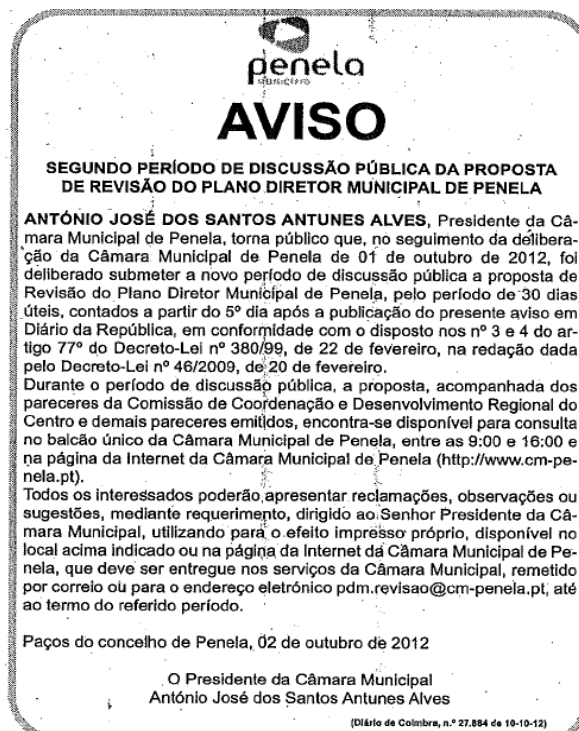 penela
MUNICÍPIO
AVISO
SEGUNDO PERÍODO DE DISCUSSÃO PÚBLICA DA PROPOSTA
DE REVISÃO DO PLANO DIRETOR MUNICIPAL DE PENELA
ANTÓNIO JOSÉ DOS SANTOS ANTUNES ALVES, Presidente da Câ-
mara Municipal de Penela, torna público que, no seguimento da delibera-
ção da Câmara Municipal de Penela de 01 de outubro de 2012, foi
deliberado submeter a novo período de discussão pública a proposta de
Revisão do Plano Diretor Municipal de Penela, pelo período de 30 dias
úteis, contados a partir do 5º dia após a publicação do presente aviso em
Diário da República, em conformidade com o disposto nos nº 3 e 4 do ar-
tigo 77º do Decreto-Lei nº 380/99, de 22 de fevereiro, na redação dada
pelo Decreto-Lei nº 46/2009, de 20 de fevereiro.
Durante o período de discussão pública, a proposta, acompanhada dos
pareceres da Comissão de Coordenação e Desenvolvimento Regional do
Centro e demais pareceres emitidos, encontra-se disponível para consulta
no balcão único da Câmara Municipal de Penela, entre as 9:00 e 16:00 e
na página da Internet da Câmara Municipal de Penela (http://www.cm-pe-
nela.pt).
Todos os interessados poderão apresentar reclamações, observações ou
sugestões, mediante requerimento, dirigido ao Senhor Presidente da Câ-
mara Municipal, utilizando para o efeito impresso próprio, disponível no
local acima indicado ou na página da Internet da Câmara Municipal de Pe-
nela, que deve ser entregue nos serviços da Câmara Municipal, remetido
por correio ou para o endereço eletrónico pdm.revisao@cm-penela.pt, até
ao termo do referido período.
Paços do concelho de Penela, 02 de outubro de 2012
O Presidente da Câmara Municipal
António José dos Santos Antunes Alves
(Diário de Coimbra, n.º 27.884 de 10-10-12)